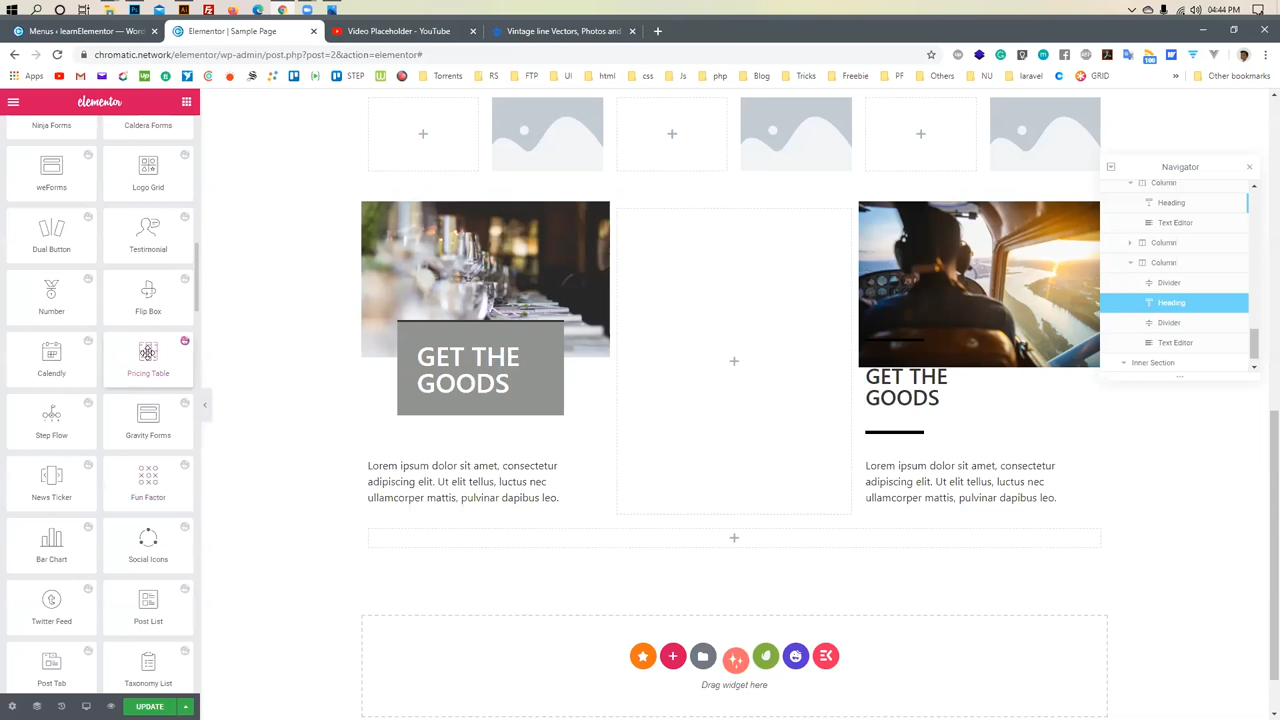 04:44 PM
Menus ‹ learnElementor — Wor
Elementor | Sample Page
Video Placeholder - YouTube
Vintage line Vectors, Photos and
chromatic.network/elementor/wp-admin/post.php?post=2&action=elementor#
Apps
STEP
Torrents
RS
FTP
UI
html
css
Js
php
Blog
Tricks
Freebie
PF
Others
NU
laravel
GRID
»
Other bookmarks
elementor
Ninja Forms
Caldera Forms
weForms
Logo Grid
Dual Button
Testimonial
Number
Flip Box
Calendly
Pricing Table
Step Flow
Gravity Forms
News Ticker
Fun Factor
Bar Chart
Social Icons
Twitter Feed
Post List
Post Tab
Taxonomy List
UPDATE
GET THE
GOODS
Lorem ipsum dolor sit amet, consectetur
adipiscing elit. Ut elit tellus, luctus nec
ullamcorper mattis, pulvinar dapibus leo.
GET THE
GOODS
Lorem ipsum dolor sit amet, consectetur
adipiscing elit. Ut elit tellus, luctus nec
ullamcorper mattis, pulvinar dapibus leo.
Drag widget here
Navigator
Column
Heading
Text Editor
Column
Column
Divider
Heading
Divider
Text Editor
Inner Section